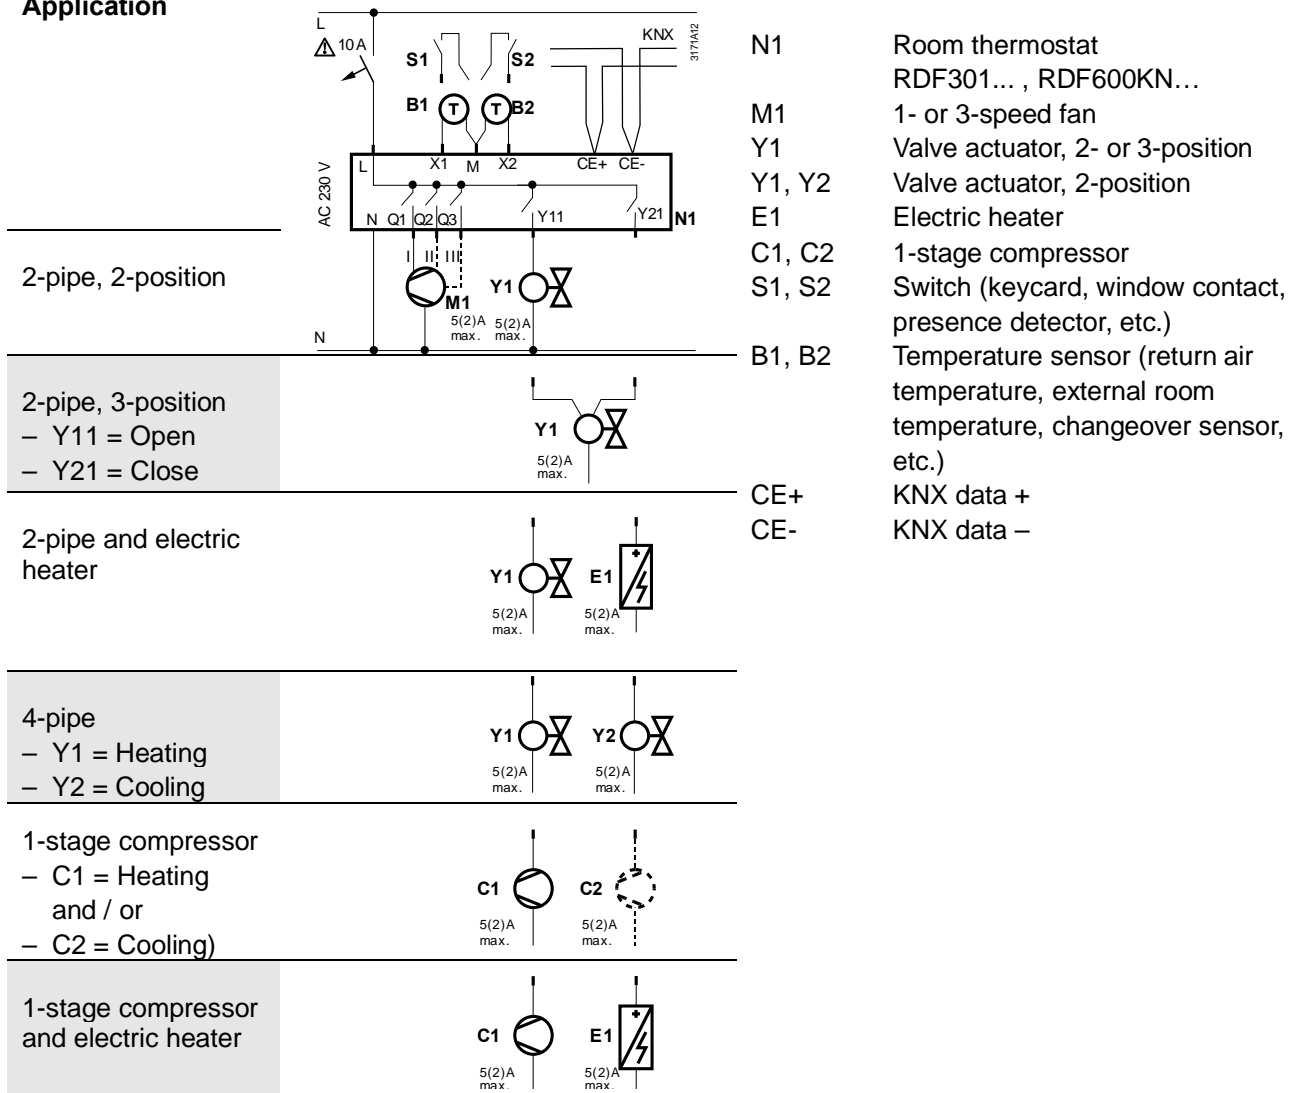 Application
L
10 A
KNX
3171A12
S1
S2
B1
T
T
B2
L
X1
M
X2
CE+
CE-
AC 230 V
N
Q1
Q2
Q3
Y11
Y21
N1
I
II
III
M1
Y1
5(2)A
max.
5(2)A
max.
N
2-pipe, 2-position
2-pipe, 3-position
– Y11 = Open
– Y21 = Close
Y1
5(2)A
max.
2-pipe and electric
heater
Y1
E1
5(2)A
max.
5(2)A
max.
4-pipe
– Y1 = Heating
– Y2 = Cooling
Y1
Y2
5(2)A
max.
5(2)A
max.
1-stage compressor
– C1 = Heating
and / or
– C2 = Cooling)
C1
C2
5(2)A
max.
5(2)A
max.
1-stage compressor
and electric heater
C1
E1
5(2)A
max.
5(2)A
max.
N1 Room thermostat
RDF301... , RDF600KN…
M1 1- or 3-speed fan
Y1 Valve actuator, 2- or 3-position
Y1, Y2 Valve actuator, 2-position
E1 Electric heater
C1, C2 1-stage compressor
S1, S2 Switch (keycard, window contact,
presence detector, etc.)
B1, B2 Temperature sensor (return air
temperature, external room
temperature, changeover sensor,
etc.)
CE+ KNX data +
CE- KNX data –